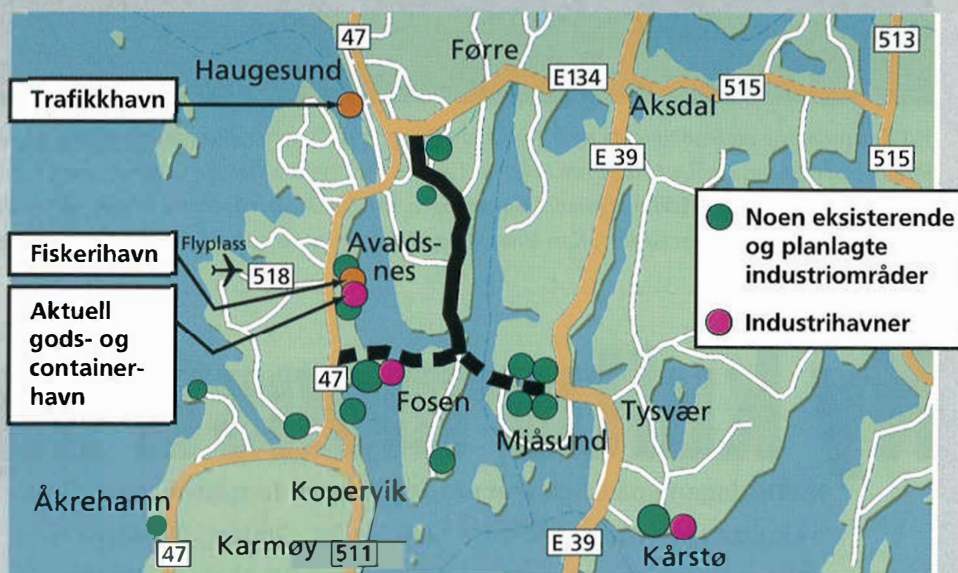 47
Førre
513
Haugesund
E134
515
Trafikkhavn
Aksdal
E 39
515
Noen eksisterende
og planlagte
industriområder
Industrihavner
Fiskerihavn
Flyplass
518
Avalds-
nes
Aktuell
gods- og
container-
havn
47
Fosen
Mjåsund
Tysvær
Åkrehamn
Kopervik
47
Karmøy
511
E 39
Kårstø